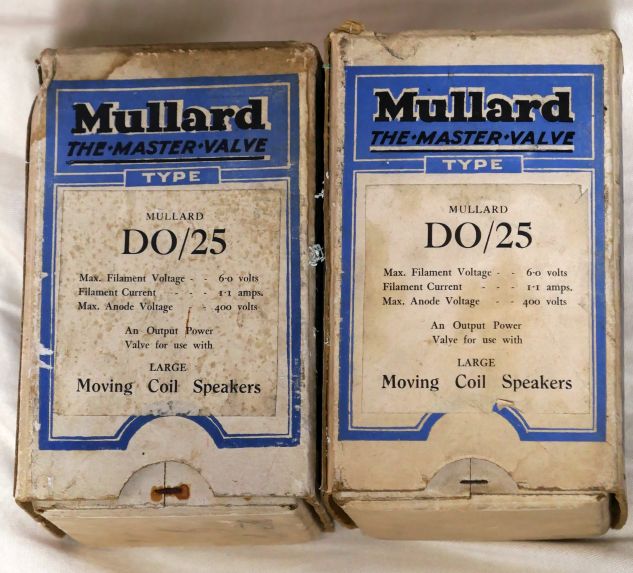 Mullard
THE·MASTER·VALVE
TYPE
MULLARD
DO/25
Max. Filament Voltage - - 6·0 volts
Filament Current - - - 1·1 amps.
Max. Anode Voltage - - 400 volts
An Output Power
Valve for use with
LARGE
Moving Coil Speakers
Mullard
THE·MASTER·VALVE
TYPE
MULLARD
DO/25
Max. Filament Voltage - - 6·0 volts
Filament Current - - - 1·1 amps.
Max. Anode Voltage - - 400 volts
An Output Power
Valve for use with
LARGE
Moving Coil Speakers